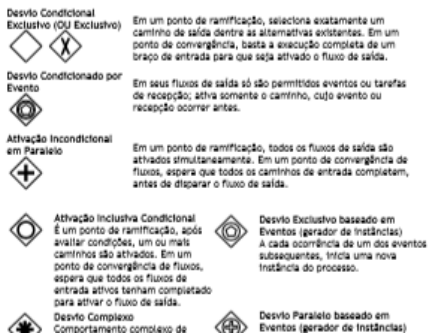 Desvio Condicional
Exclusivo (OU Exclusivo)
Em um ponto de ramificação, seleciona exatamente um
caminho de saída dentre as alternativas existentes. Em um
ponto de convergência, basta a execução completa de um
braço de entrada para que seja ativado o fluxo de saída.
Desvio Condicionado por
Evento
Em seus fluxos de saída só são permitidos eventos ou tarefas
de recepção; ativa somente o caminho, cujo evento ou
recepção ocorrer antes.
Ativação Incondicional
em Paralelo
Em um ponto de ramificação, todos os fluxos de saída são
ativados simultaneamente. Em um ponto de convergência de
fluxos, espera que todos os caminhos de entrada completem,
antes de disparar o fluxo de saída.
Ativação Inclusiva Condicional
É um ponto de ramificação, após
avaliar condições, um ou mais
caminhos são ativados. Em um
ponto de convergência de fluxos,
espera que todos os fluxos de
entrada ativos tenham completado
para ativar o fluxo de saída.
Desvio Exclusivo baseado em
Eventos (gerador de instâncias)
A cada ocorrência de um dos eventos
subsequentes, inicia uma nova
instância do processo.
Desvio Complexo
Comportamento complexo de
Desvio Paralelo baseado em
Eventos (gerador de instâncias)